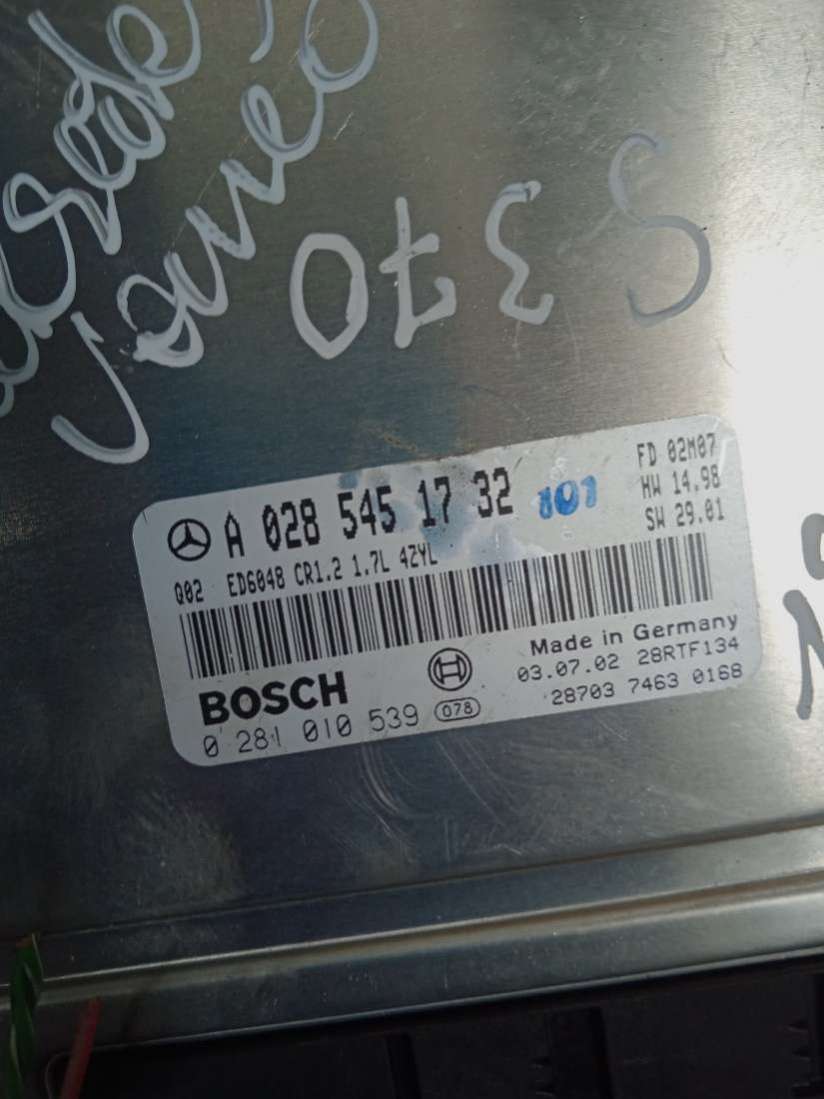 5370
A 028 545 17 32 101
FD 02M07
HW 14.98
SW 29.01
Q02 ED6048 CR1.2 1.7L 4ZYL
Made in Germany
BOSCH
03.07.02 28RTF134
0 281 010 539 078
28703 7463 0168